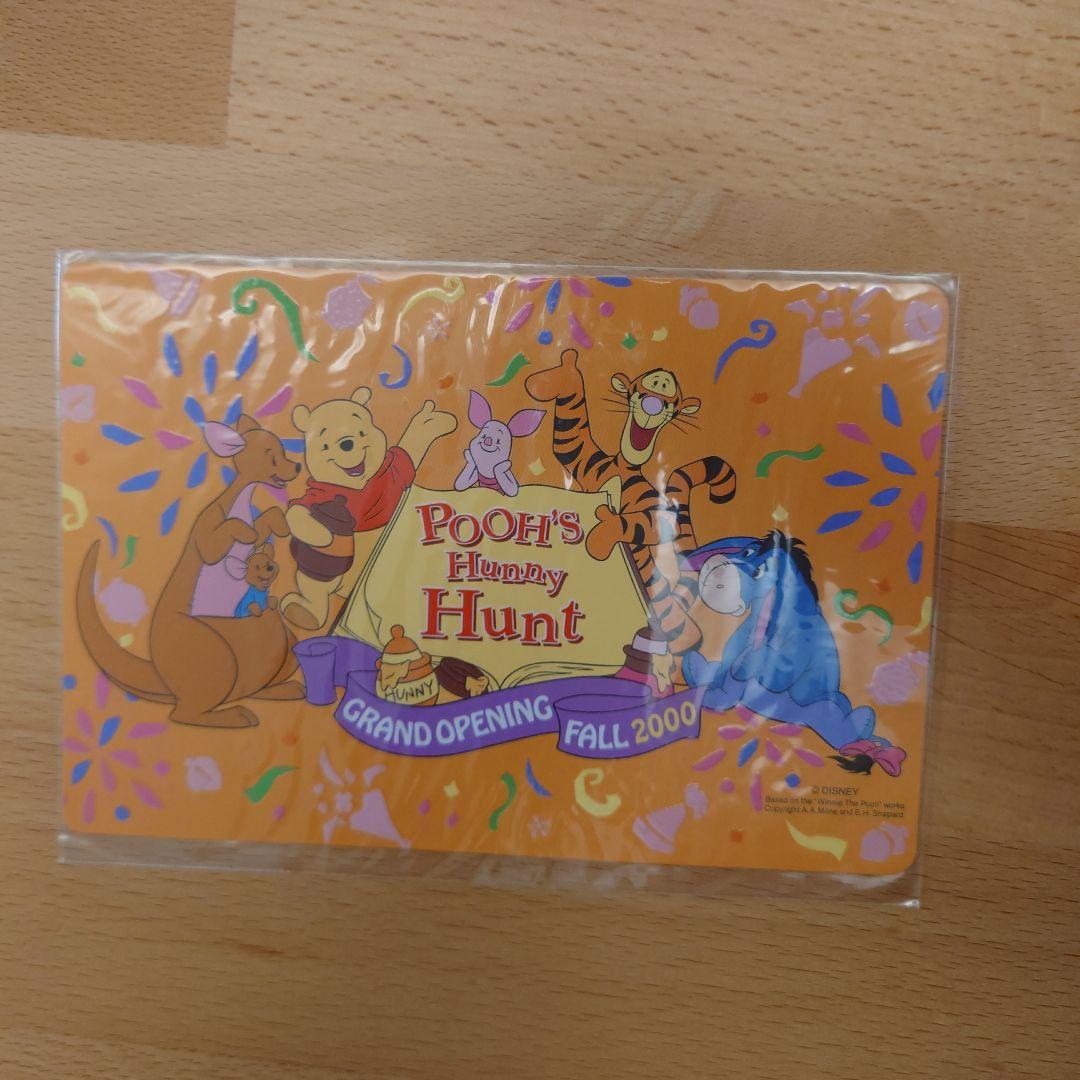 POOH'S
Hunny
Hunt
HUNNY
GRAND OPENING FALL 2000
© DISNEY
Based on the "Winnie The Pooh" works
Copyright A.A. Milne and E.H. Shepard